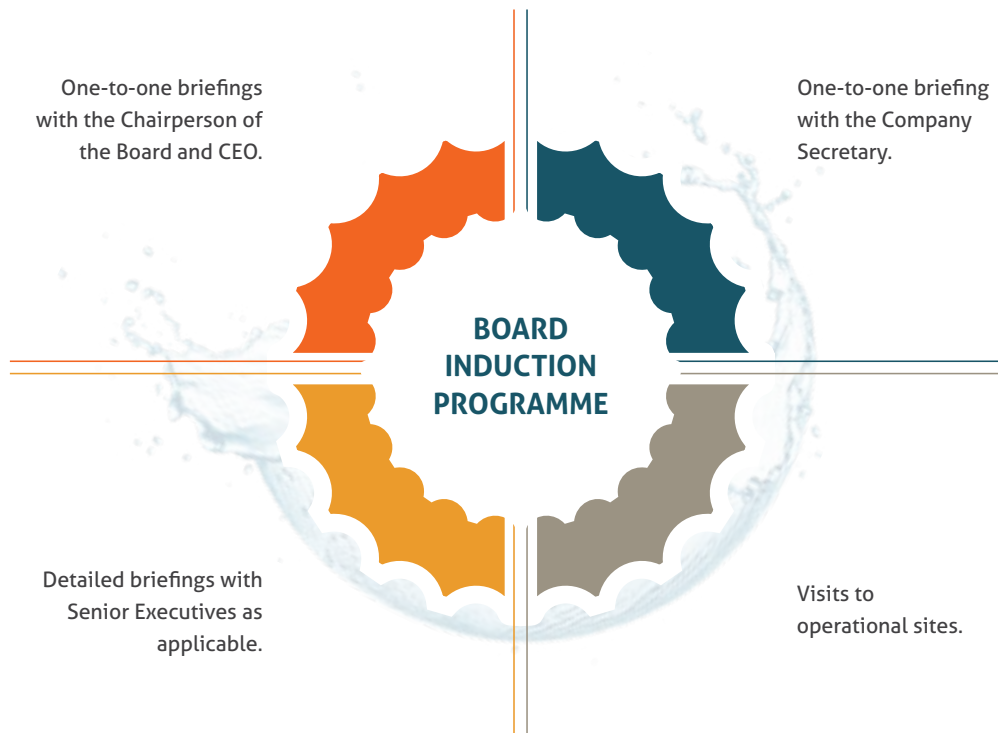 One-to-one briefings
with the Chairperson of
the Board and CEO.
One-to-one briefing
with the Company
Secretary.
BOARD
INDUCTION
PROGRAMME
Detailed briefings with
Senior Executives as
applicable.
Visits to
operational sites.